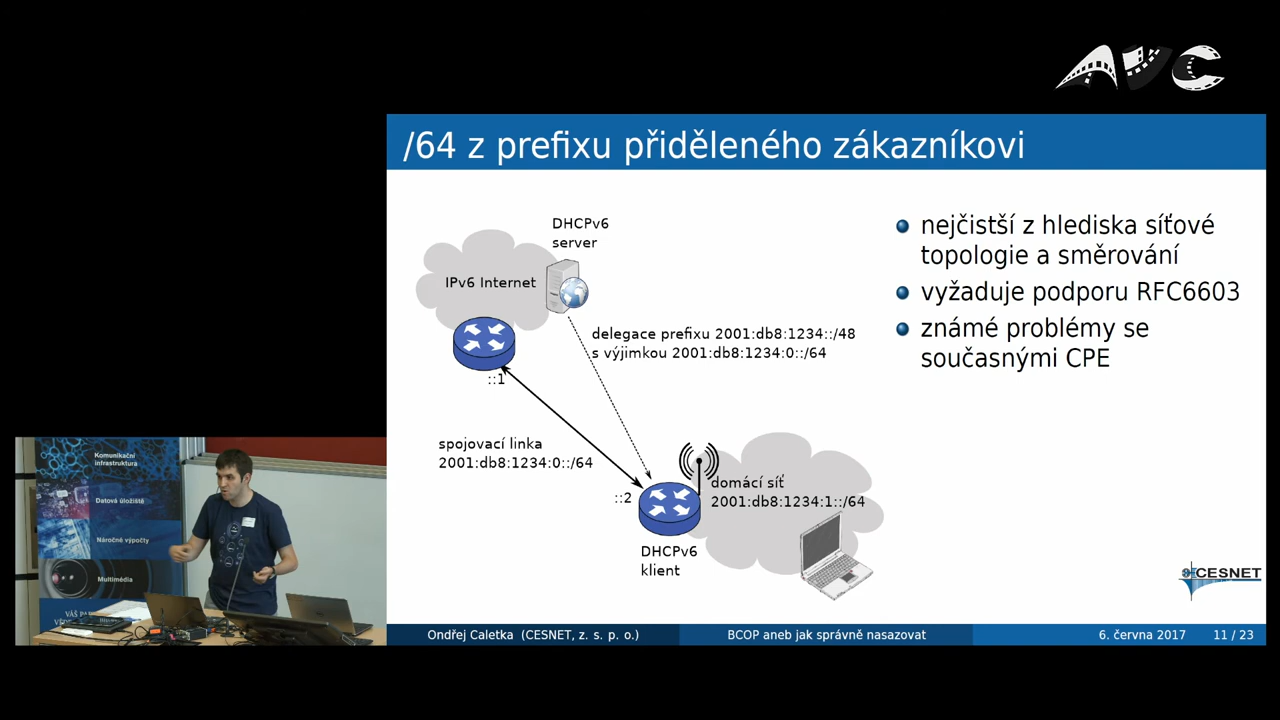 AVC
/64 z prefixu přiděleného zákazníkovi
DHCPv6
server
IPv6 Internet
delegace prefixu 2001:db8:1234::/48
s výjimkou 2001:db8:1234:0::/64
::1
spojovací linka
2001:db8:1234:0::/64
::2
domácí síť
2001:db8:1234:1::/64
DHCPv6
klient
nejčistší z hlediska síťové
topologie a směrování
vyžaduje podporu RFC6603
známé problémy se
současnými CPE
CESNET
Komunikační
infrastruktura
Datová úložiště
Náročné výpočty
Multimédia
Ondřej Caletka (CESNET, z. s. p. o.)
BCOP aneb jak správně nasazovat
6. června 2017
11 / 23